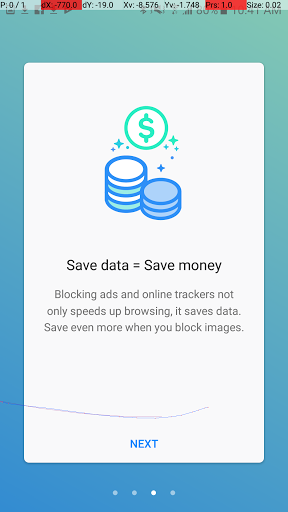 P: 0 / 1 dX: -770.0 dY: -19.0 Xv: -8.576 Yv: -1.748 Prs: 1.0 Size: 0.02
80% 10:41 AM
$
Save data = Save money
Blocking ads and online trackers not
only speeds up browsing, it saves data.
Save even more when you block images.
NEXT